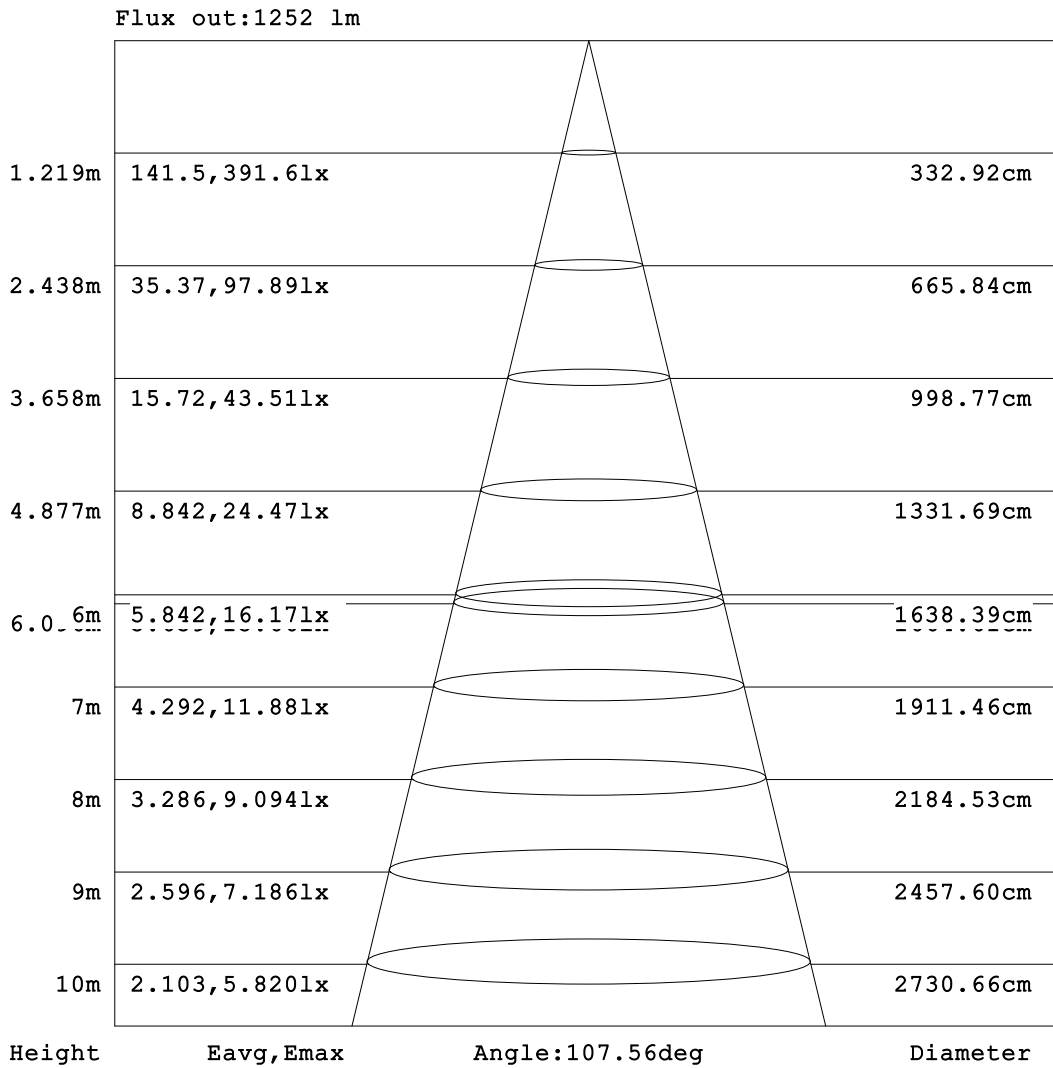 Flux out:1252 lm
1.219m 141.5,391.6lx 332.92cm
2.438m 35.37,97.89lx 665.84cm
3.658m 15.72,43.51lx 998.77cm
4.877m 8.842,24.47lx 1331.69cm
6m 5.842,16.17lx 1638.39cm
7m 4.292,11.88lx 1911.46cm
8m 3.286,9.094lx 2184.53cm
9m 2.596,7.186lx 2457.60cm
10m 2.103,5.820lx 2730.66cm
Height Eavg,Emax Angle:107.56deg Diameter